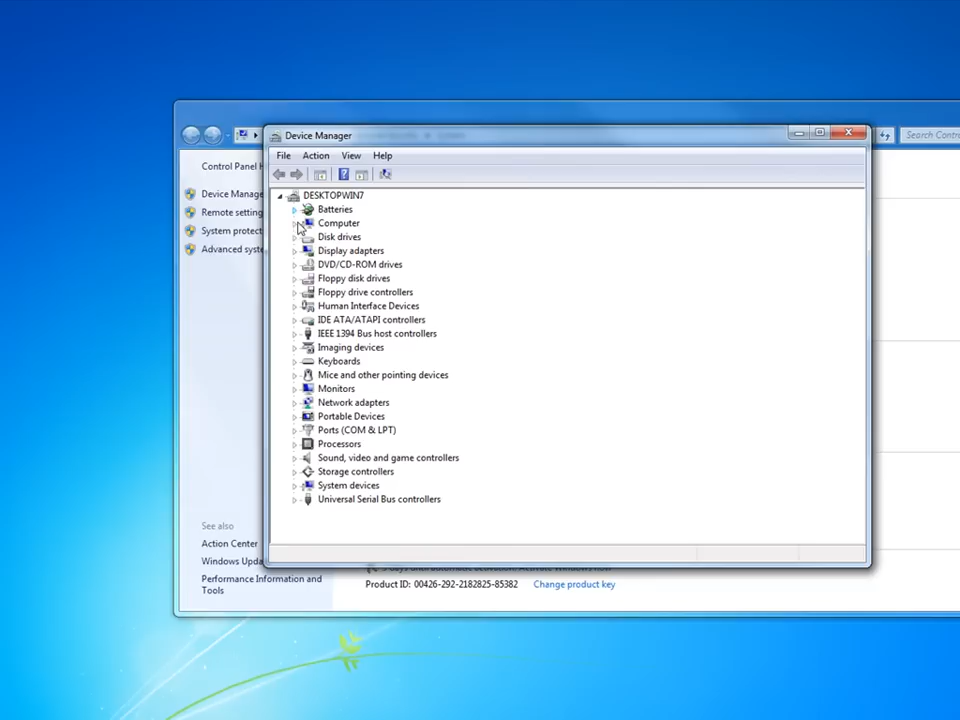 Search Contro
Device Manager
File Action View Help
Control Panel H
Device Manage
Remote setting
System protect
Advanced syste
DESKTOPWIN7
Batteries
Computer
Disk drives
Display adapters
DVD/CD-ROM drives
Floppy disk drives
Floppy drive controllers
Human Interface Devices
IDE ATA/ATAPI controllers
IEEE 1394 Bus host controllers
Imaging devices
Keyboards
Mice and other pointing devices
Monitors
Network adapters
Portable Devices
Ports (COM & LPT)
Processors
Sound, video and game controllers
Storage controllers
System devices
Universal Serial Bus controllers
See also
Action Center
Windows Upda
Performance Information and
Tools
Product ID: 00426-292-2182825-85382 Change product key